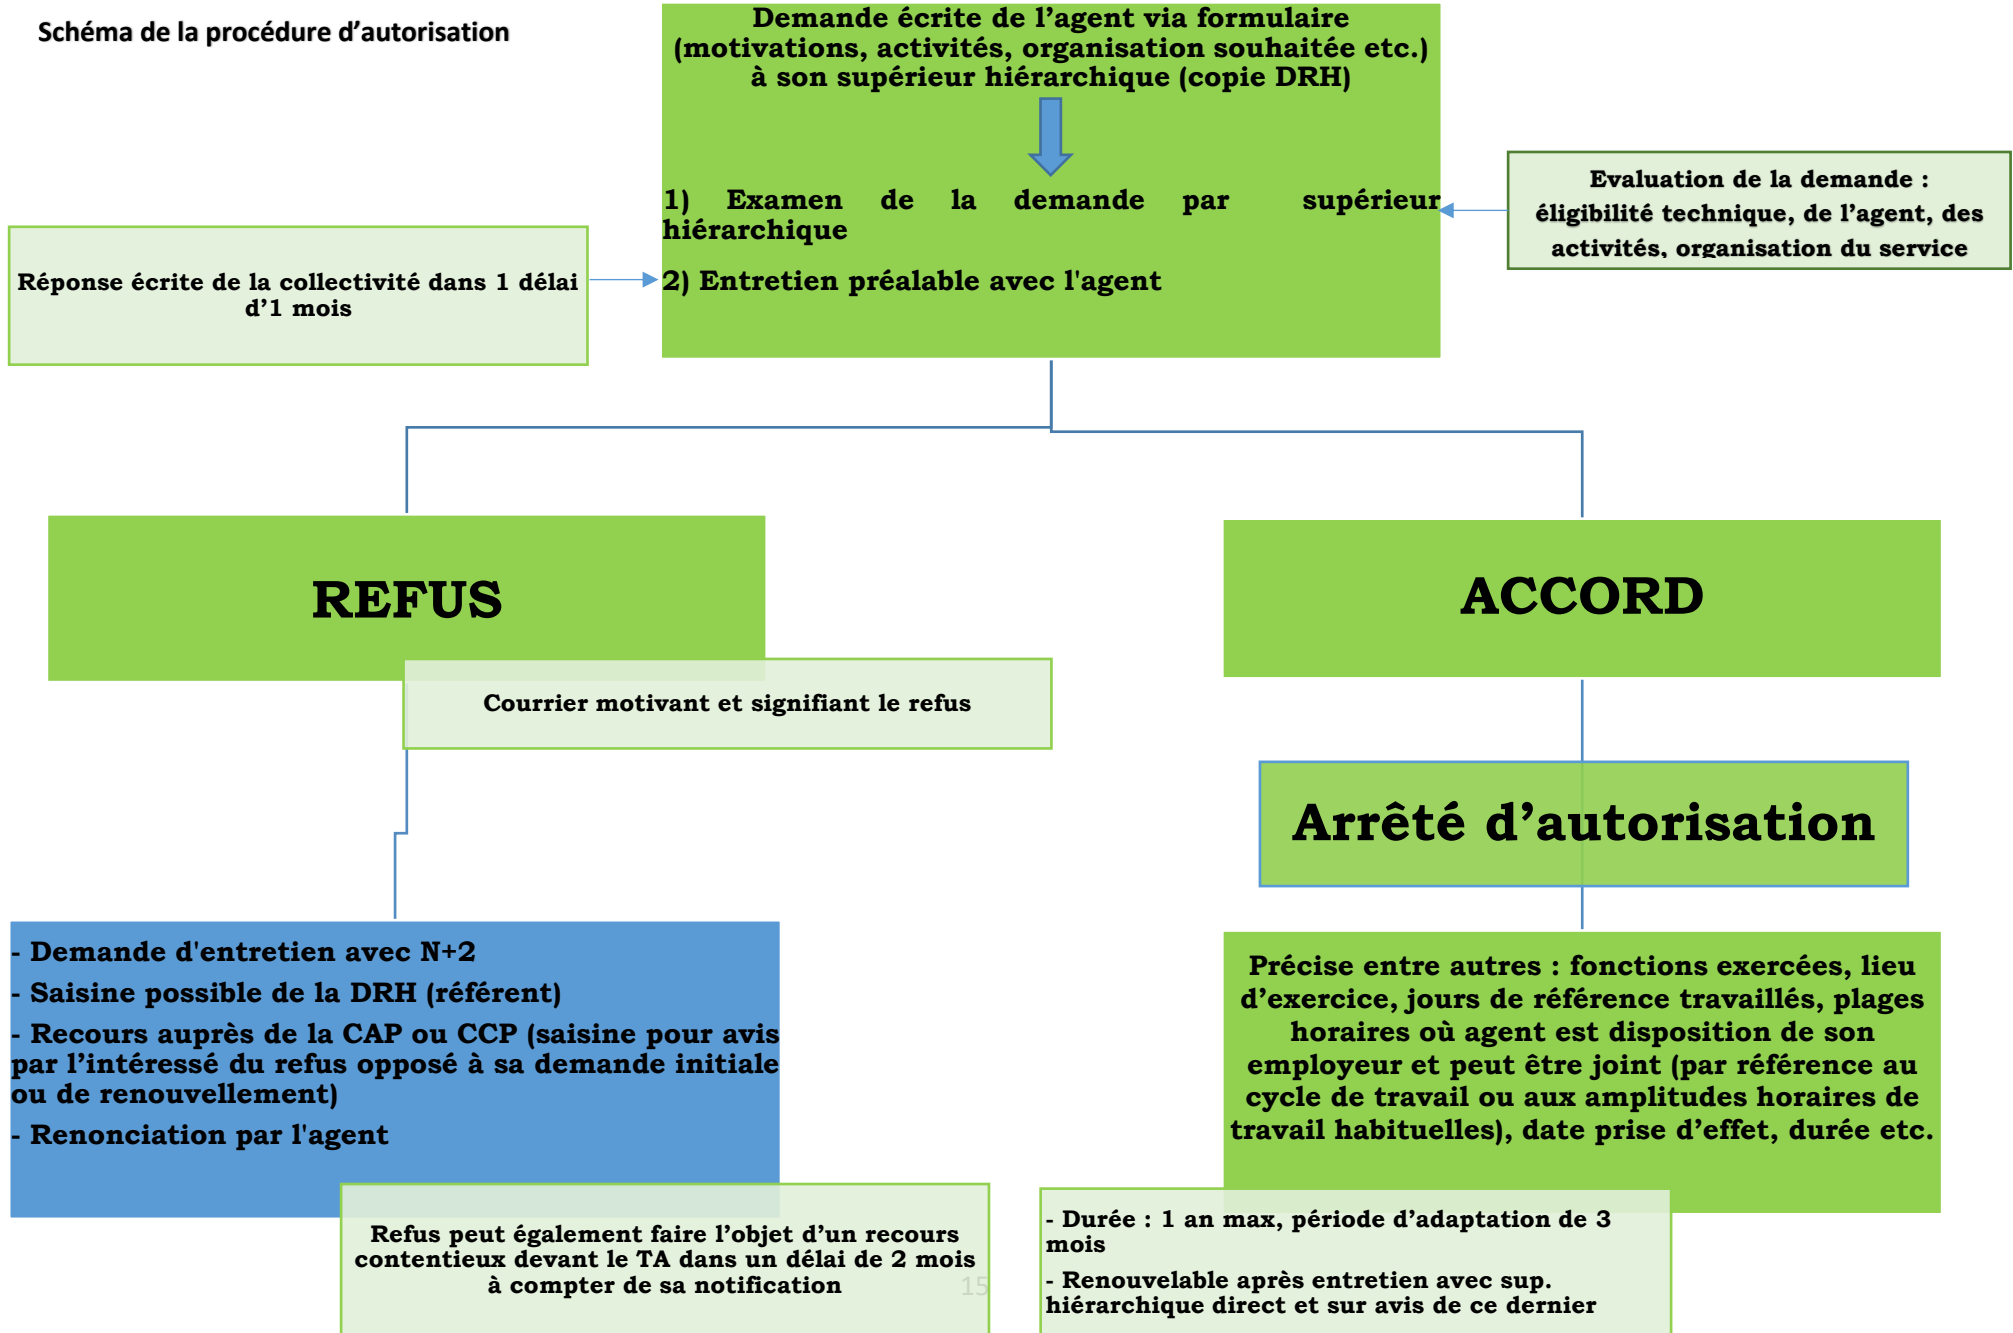 Schéma de la procédure d’autorisation
Demande écrite de l’agent via formulaire
(motivations, activités, organisation souhaitée etc.)
à son supérieur hiérarchique (copie DRH)
1) Examen de la demande par supérieur
hiérarchique
2) Entretien préalable avec l'agent
Evaluation de la demande :
éligibilité technique, de l’agent, des
activités, organisation du service
Réponse écrite de la collectivité dans 1 délai
d’1 mois
REFUS
Courrier motivant et signifiant le refus
ACCORD
Arrêté d’autorisation
- Demande d'entretien avec N+2
- Saisine possible de la DRH (référent)
- Recours auprès de la CAP ou CCP (saisine pour avis
par l’intéressé du refus opposé à sa demande initiale
ou de renouvellement)
- Renonciation par l'agent
Refus peut également faire l’objet d’un recours
contentieux devant le TA dans un délai de 2 mois
à compter de sa notification
15
Précise entre autres : fonctions exercées, lieu
d’exercice, jours de référence travaillés, plages
horaires où agent est disposition de son
employeur et peut être joint (par référence au
cycle de travail ou aux amplitudes horaires de
travail habituelles), date prise d’effet, durée etc.
- Durée : 1 an max, période d’adaptation de 3
mois
- Renouvelable après entretien avec sup.
hiérarchique direct et sur avis de ce dernier